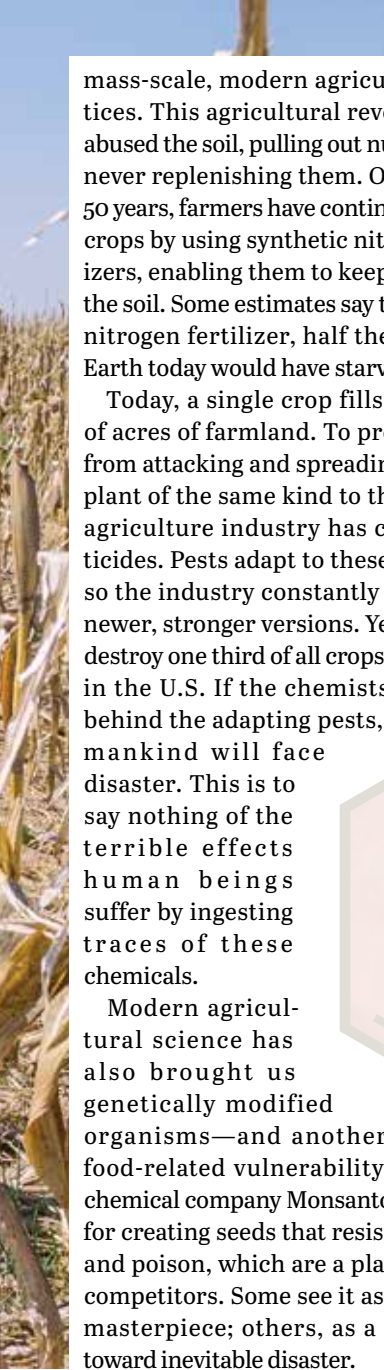 mass-scale, modern agricu
tices. This agricultural rev
abused the soil, pulling out nu
never replenishing them. O
50 years, farmers have contin
crops by using synthetic nit
izers, enabling them to keep
the soil. Some estimates say t
nitrogen fertilizer, half the
Earth today would have starv
Today, a single crop fills
of acres of farmland. To pr
from attacking and spreadin
plant of the same kind to th
agriculture industry has c
ticides. Pests adapt to these
so the industry constantly
newer, stronger versions. Ye
destroy one third of all crops
in the U.S. If the chemists
behind the adapting pests,
mankind will face
disaster. This is to
say nothing of the
terrible effects
human beings
suffer by ingesting
traces of these
chemicals.
Modern agricul-
tural science has
also brought us
genetically modified
organisms—and another
food-related vulnerability
chemical company Monsanto
for creating seeds that resis
and poison, which are a pla
competitors. Some see it as
masterpiece; others, as a
toward inevitable disaster.